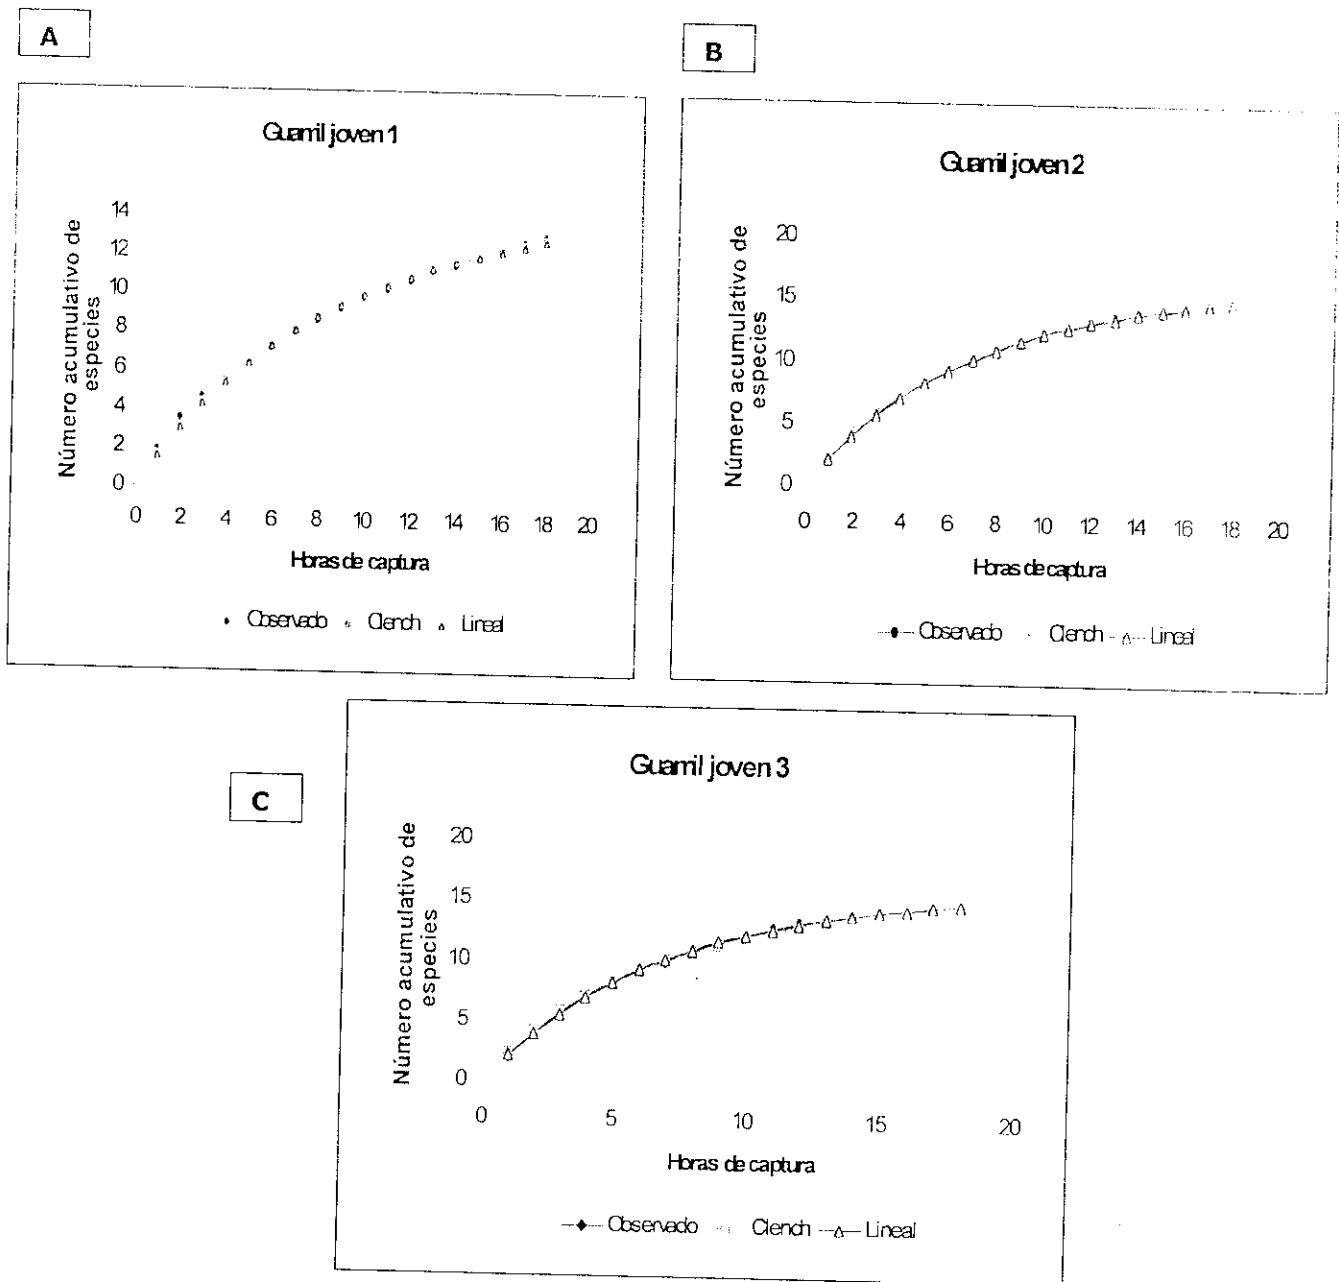 A
Guamil joven 1
Número acumulativo de
especies
14
12
10
8
6
4
2
0
0 2 4 6 8 10 12 14 16 18 20
Horas de captura
Observado Clench Lineal
B
Guamil joven 2
Número acumulativo de
especies
20
15
10
5
0
0 2 4 6 8 10 12 14 16 18 20
Horas de captura
Observado Clench Lineal
C
Guamil joven 3
Número acumulativo de
especies
20
15
10
5
0
0 5 10 15 20
Horas de captura
Observado Clench Lineal